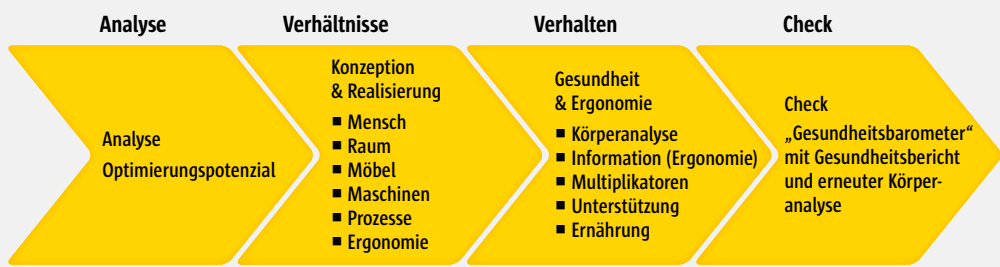 Analyse
Verhältnisse
Verhalten
Check
Analyse
Optimierungspotenzial
Konzeption
& Realisierung
■ Mensch
■ Raum
■ Möbel
■ Maschinen
■ Prozesse
■ Ergonomie
Gesundheit
& Ergonomie
■ Körperanalyse
■ Information (Ergonomie)
■ Multiplikatoren
■ Unterstützung
■ Ernährung
Check
„Gesundheitsbarometer“
mit Gesundheitsbericht
und erneuter Körper-
analyse